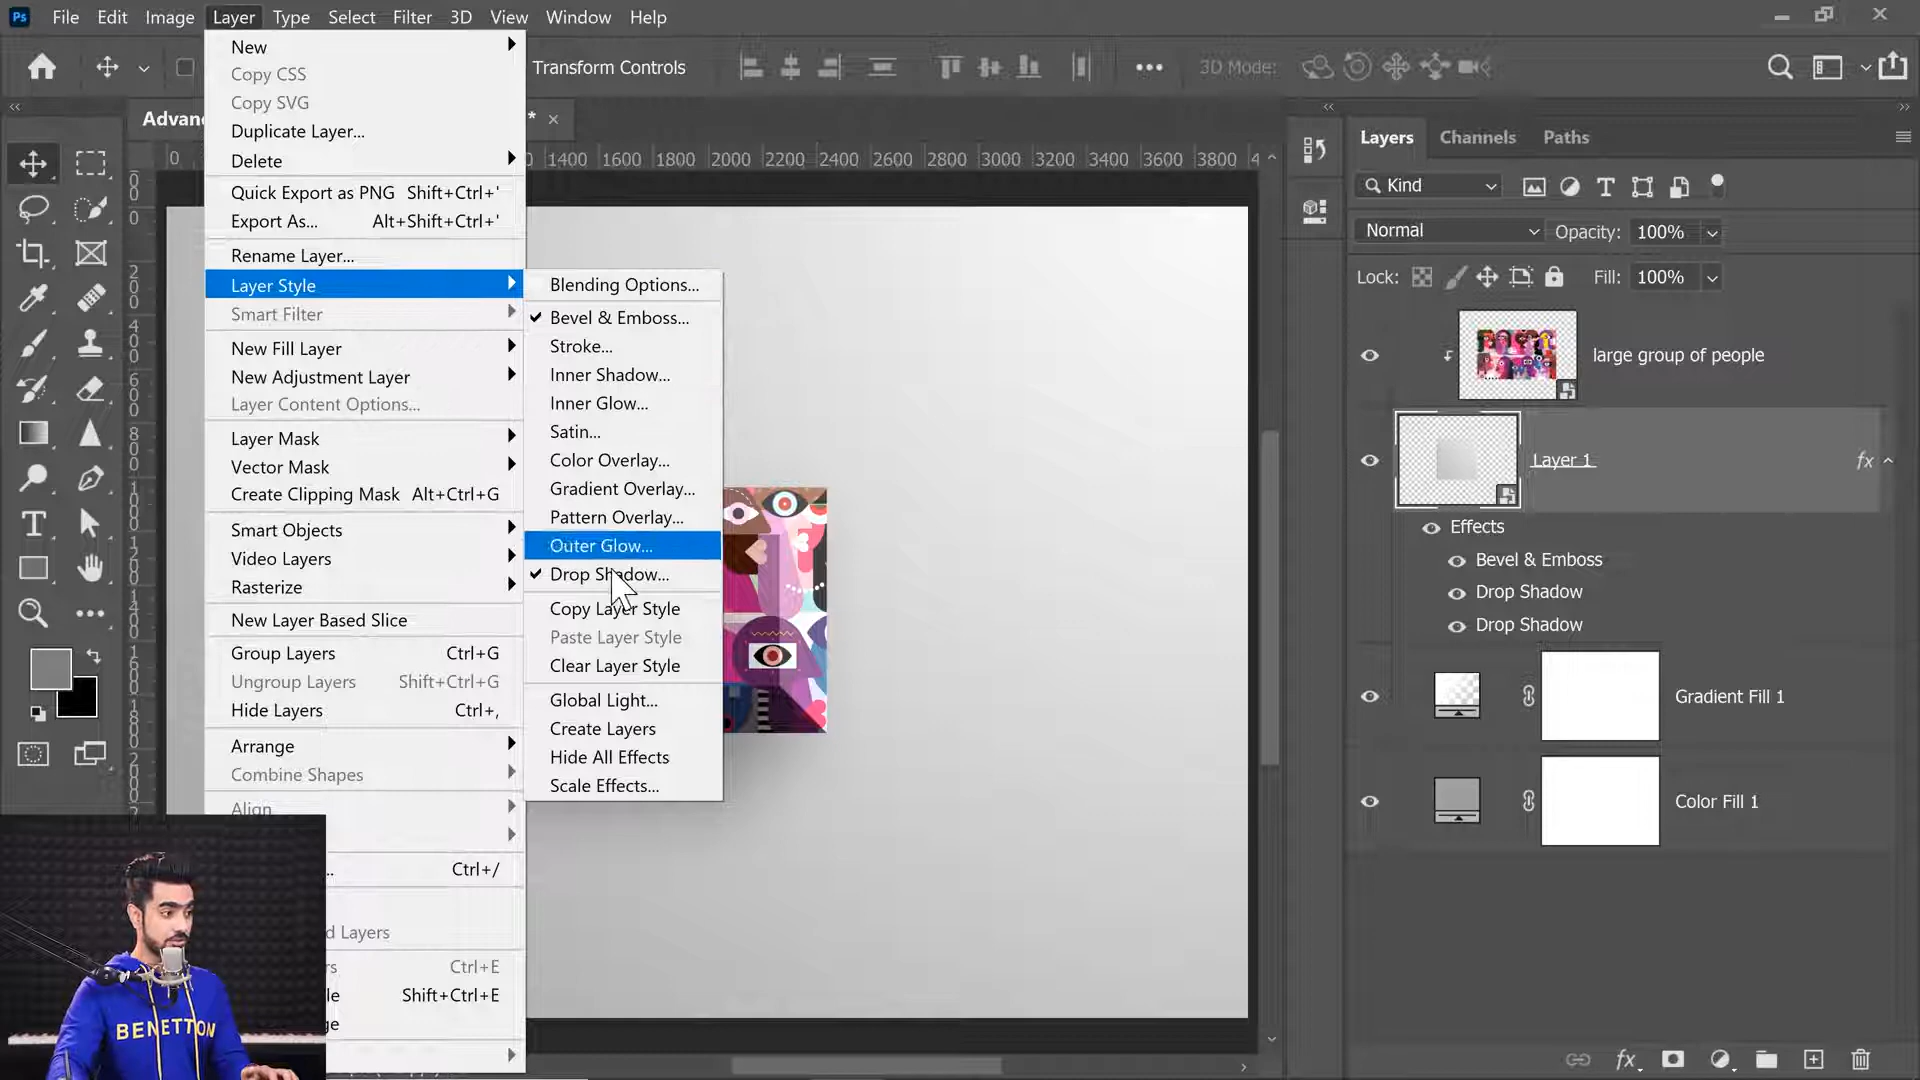 Ps File Edit Image Layer Type Select Filter 3D View Window Help
Transform Controls
3D Mode:
Advan
* ×
0 1400 1600 1800 2000 2200 2400 2600 2800 3000 3200 3400 3600 3800 4
New
Copy CSS
Copy SVG
Duplicate Layer...
Delete
Quick Export as PNG Shift+Ctrl+'
Export As... Alt+Shift+Ctrl+'
Rename Layer...
Layer Style
Smart Filter
New Fill Layer
New Adjustment Layer
Layer Content Options...
Layer Mask
Vector Mask
Create Clipping Mask Alt+Ctrl+G
Smart Objects
Video Layers
Rasterize
New Layer Based Slice
Group Layers Ctrl+G
Ungroup Layers Shift+Ctrl+G
Hide Layers Ctrl+,
Arrange
Combine Shapes
Align
... Ctrl+/
d Layers
rs Ctrl+E
le Shift+Ctrl+E
ge
Blending Options...
Bevel & Emboss...
Stroke...
Inner Shadow...
Inner Glow...
Satin...
Color Overlay...
Gradient Overlay...
Pattern Overlay...
Outer Glow...
Drop Shadow...
Copy Layer Style
Paste Layer Style
Clear Layer Style
Global Light...
Create Layers
Hide All Effects
Scale Effects...
Layers Channels Paths
Kind
Normal Opacity: 100%
Lock: Fill: 100%
large group of people
Layer 1 fx
Effects
Bevel & Emboss
Drop Shadow
Drop Shadow
Gradient Fill 1
Color Fill 1
fx
BENETTON